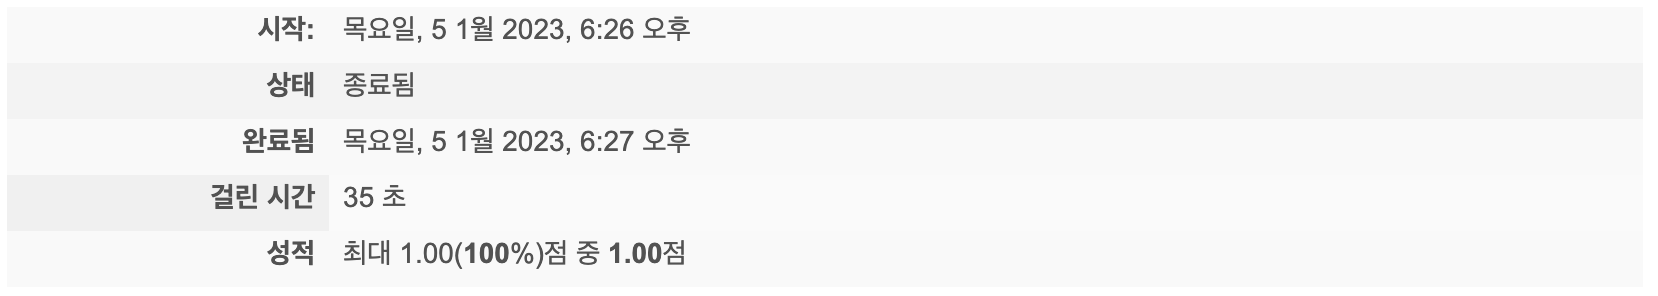 시작: 목요일, 5 1월 2023, 6:26 오후
상태 종료됨
완료됨 목요일, 5 1월 2023, 6:27 오후
걸린 시간 35 초
성적 최대 1.00(100%)점 중 1.00점